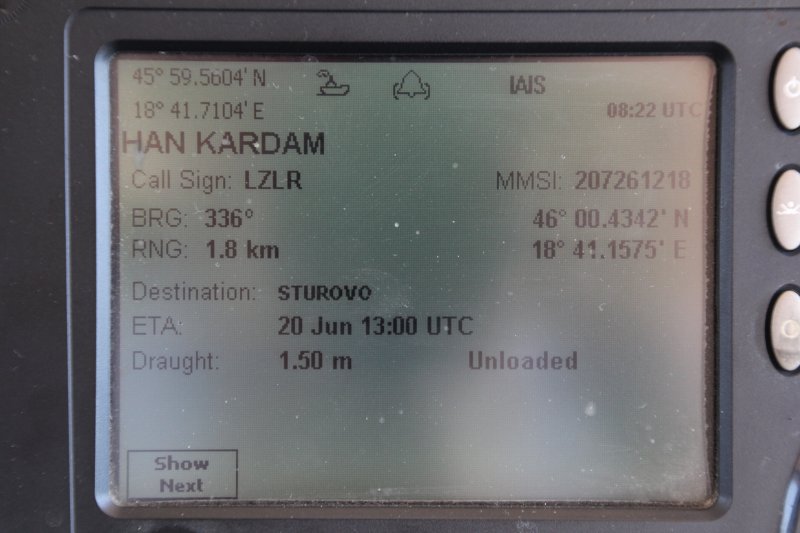 45° 59.5604' N IAIS
18° 41.7104' E 08:22 UTC
HAN KARDAM
Call Sign: LZLR MMSI: 207261218
BRG: 336° 46° 00.4342' N
RNG: 1.8 km 18° 41.1575' E
Destination: STUROVO
ETA: 20 Jun 13:00 UTC
Draught: 1.50 m Unloaded
Show
Next